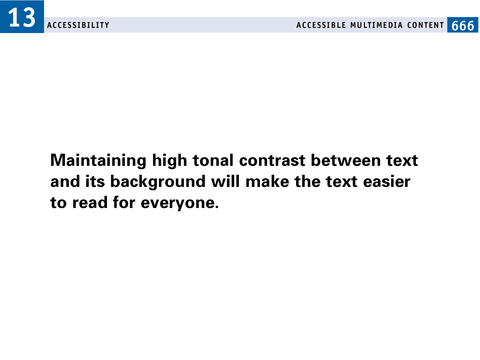 13 ACCESSIBILITY ACCESSIBLE MULTIMEDIA CONTENT 666
Maintaining high tonal contrast between text
and its background will make the text easier
to read for everyone.